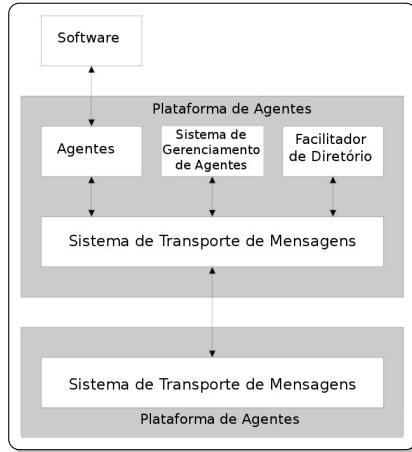 Software
Plataforma de Agentes
Agentes
Sistema de
Gerenciamento
de Agentes
Facilitador
de Diretório
Sistema de Transporte de Mensagens
Sistema de Transporte de Mensagens
Plataforma de Agentes